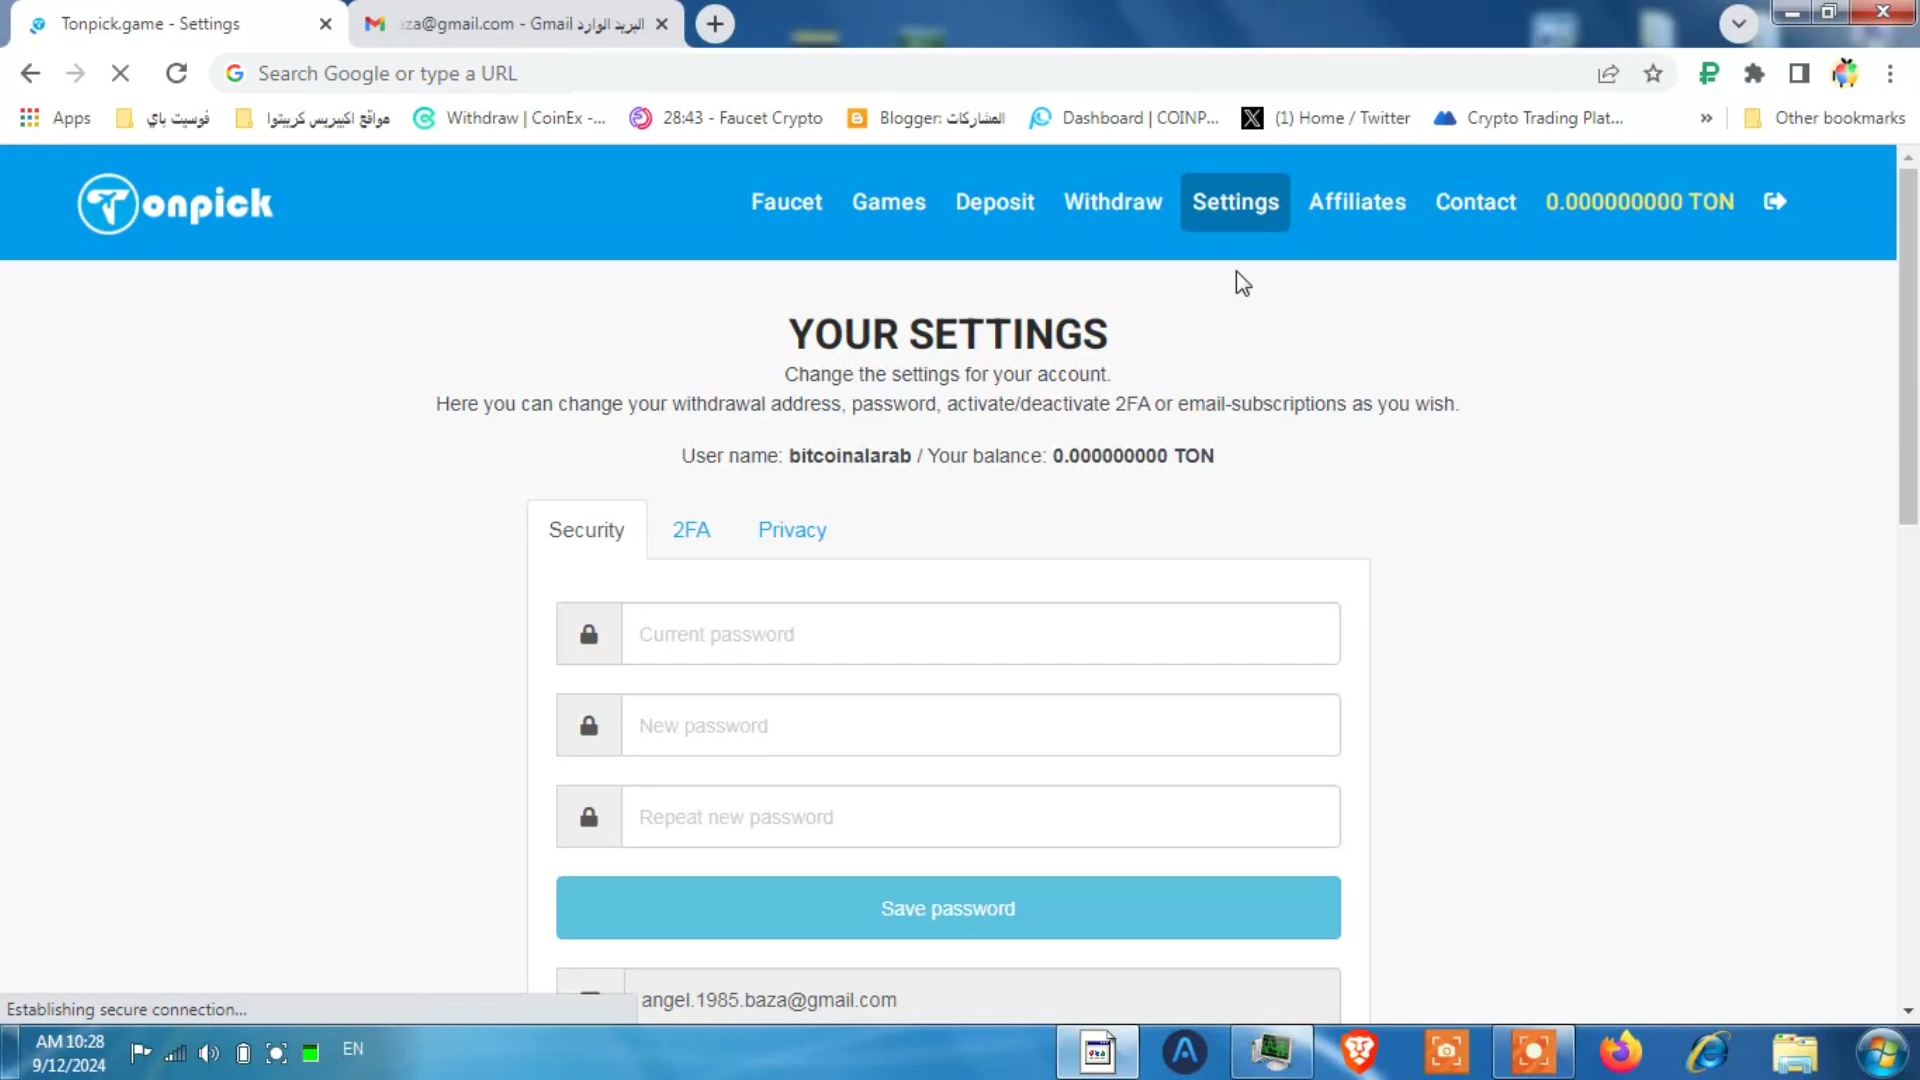 Tonpick.game - Settings
aza@gmail.com - Gmail البريد الوارد
Search Google or type a URL
Apps
فوسيت باي
مواقع اكبيريس كريبتوا
Withdraw | CoinEx -...
28:43 - Faucet Crypto
Blogger: المشاركات
Dashboard | COINP...
(1) Home / Twitter
Crypto Trading Plat...
»
Other bookmarks
Tonpick
Faucet
Games
Deposit
Withdraw
Settings
Affiliates
Contact
0.000000000 TON
YOUR SETTINGS
Change the settings for your account.
Here you can change your withdrawal address, password, activate/deactivate 2FA or email-subscriptions as you wish.
User name: bitcoinalarab / Your balance: 0.000000000 TON
Security
2FA
Privacy
Current password
New password
Repeat new password
Save password
angel.1985.baza@gmail.com
Establishing secure connection...
AM 10:28
9/12/2024
EN